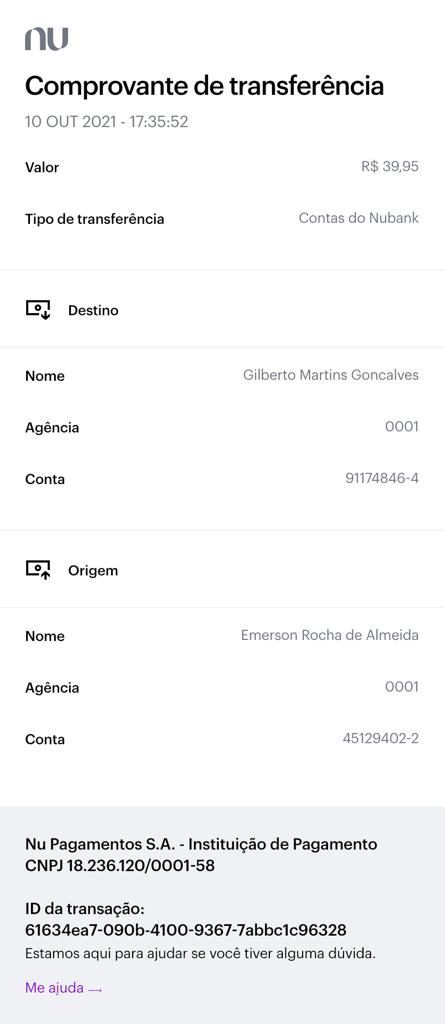 nu
Comprovante de transferência
10 OUT 2021 - 17:35:52
Valor R$ 39,95
Tipo de transferência Contas do Nubank
Destino
Nome Gilberto Martins Goncalves
Agência 0001
Conta 91174846-4
Origem
Nome Emerson Rocha de Almeida
Agência 0001
Conta 45129402-2
Nu Pagamentos S.A. - Instituição de Pagamento
CNPJ 18.236.120/0001-58
ID da transação:
61634ea7-090b-4100-9367-7abbc1c96328
Estamos aqui para ajudar se você tiver alguma dúvida.
Me ajuda →